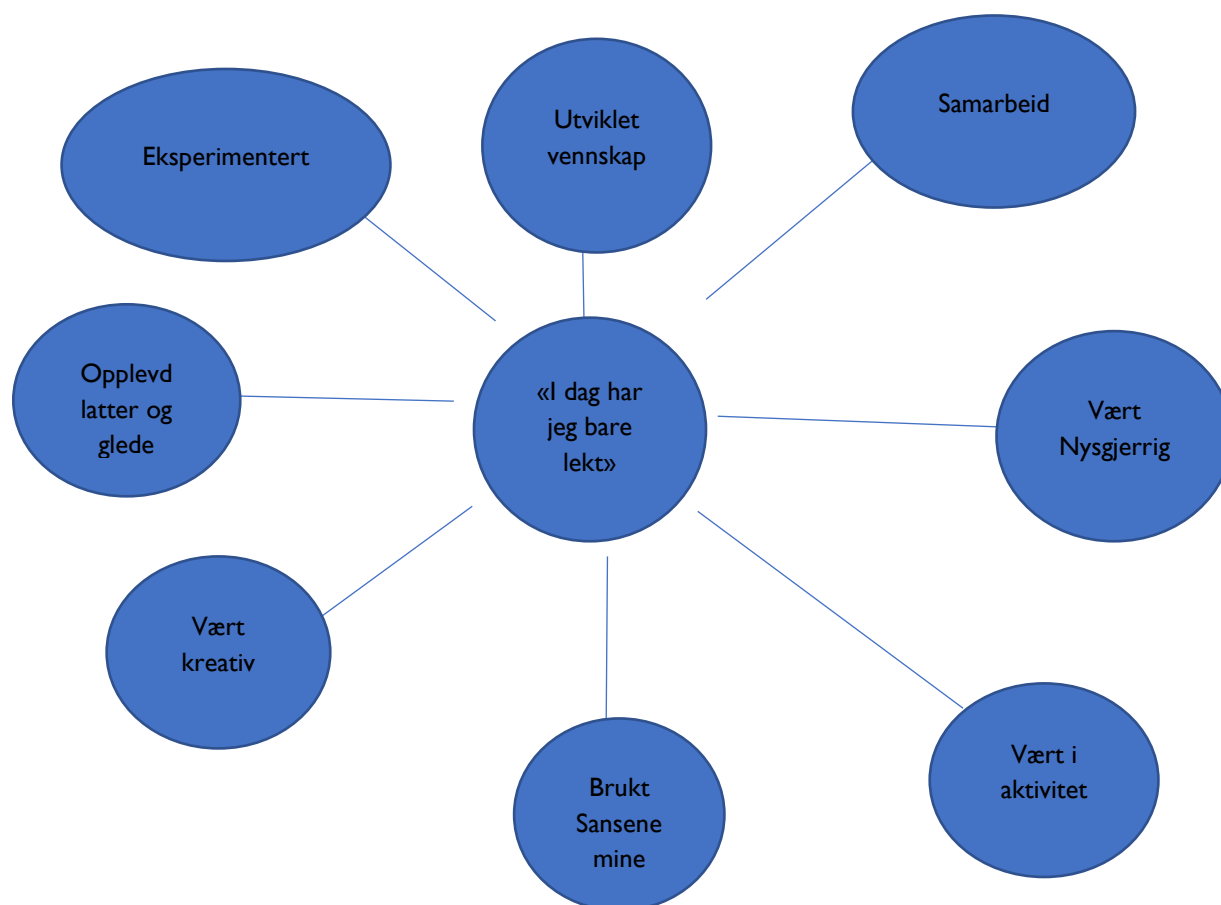 Eksperimentert
Utviklet
vennskap
Samarbeid
Opplevd
latter og
glede
«I dag har
jeg bare
lekt»
Vært
Nysgjerrig
Vært
kreativ
Brukt
Sansene
mine
Vært i
aktivitet